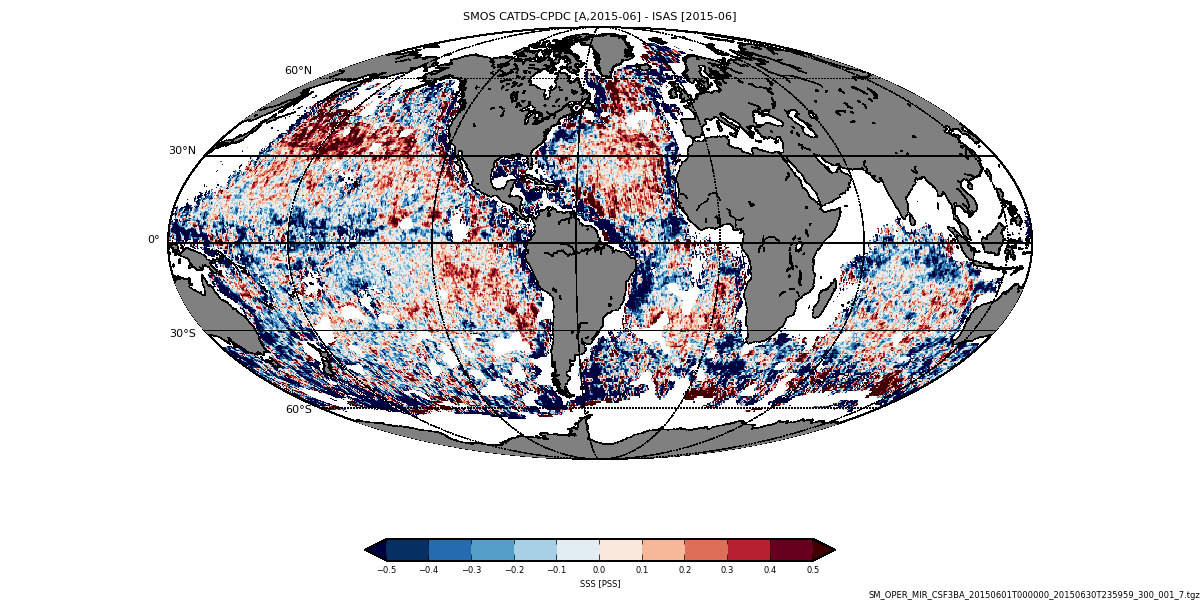 SMOS CATDS-CPDC [A,2015-06] - ISAS [2015-06]
60°N
30°N
0°
30°S
60°S
−0.5 −0.4 −0.3 −0.2 −0.1 0.0 0.1 0.2 0.3 0.4 0.5
SSS [PSS]
SM_OPER_MIR_CSF3BA_20150601T000000_20150630T235959_300_001_7.tgz